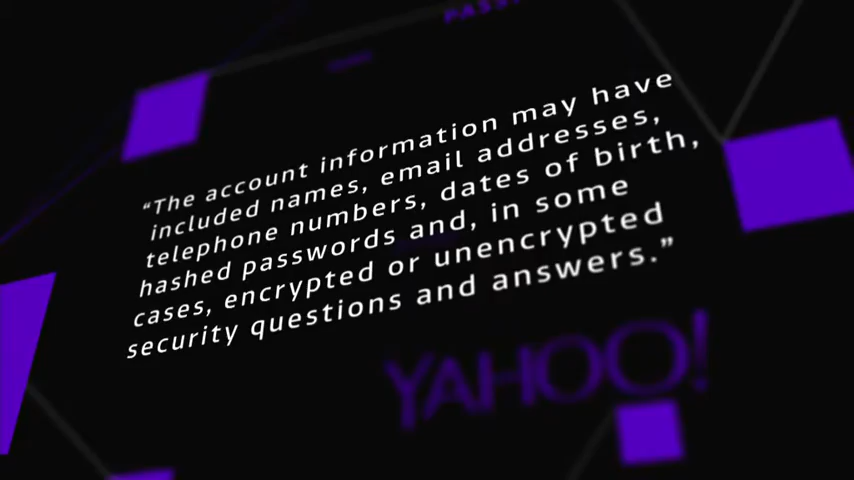 “The account information may have
included names, email addresses,
telephone numbers, dates of birth,
hashed passwords and, in some
cases, encrypted or unencrypted
security questions and answers.”
YAHOO!